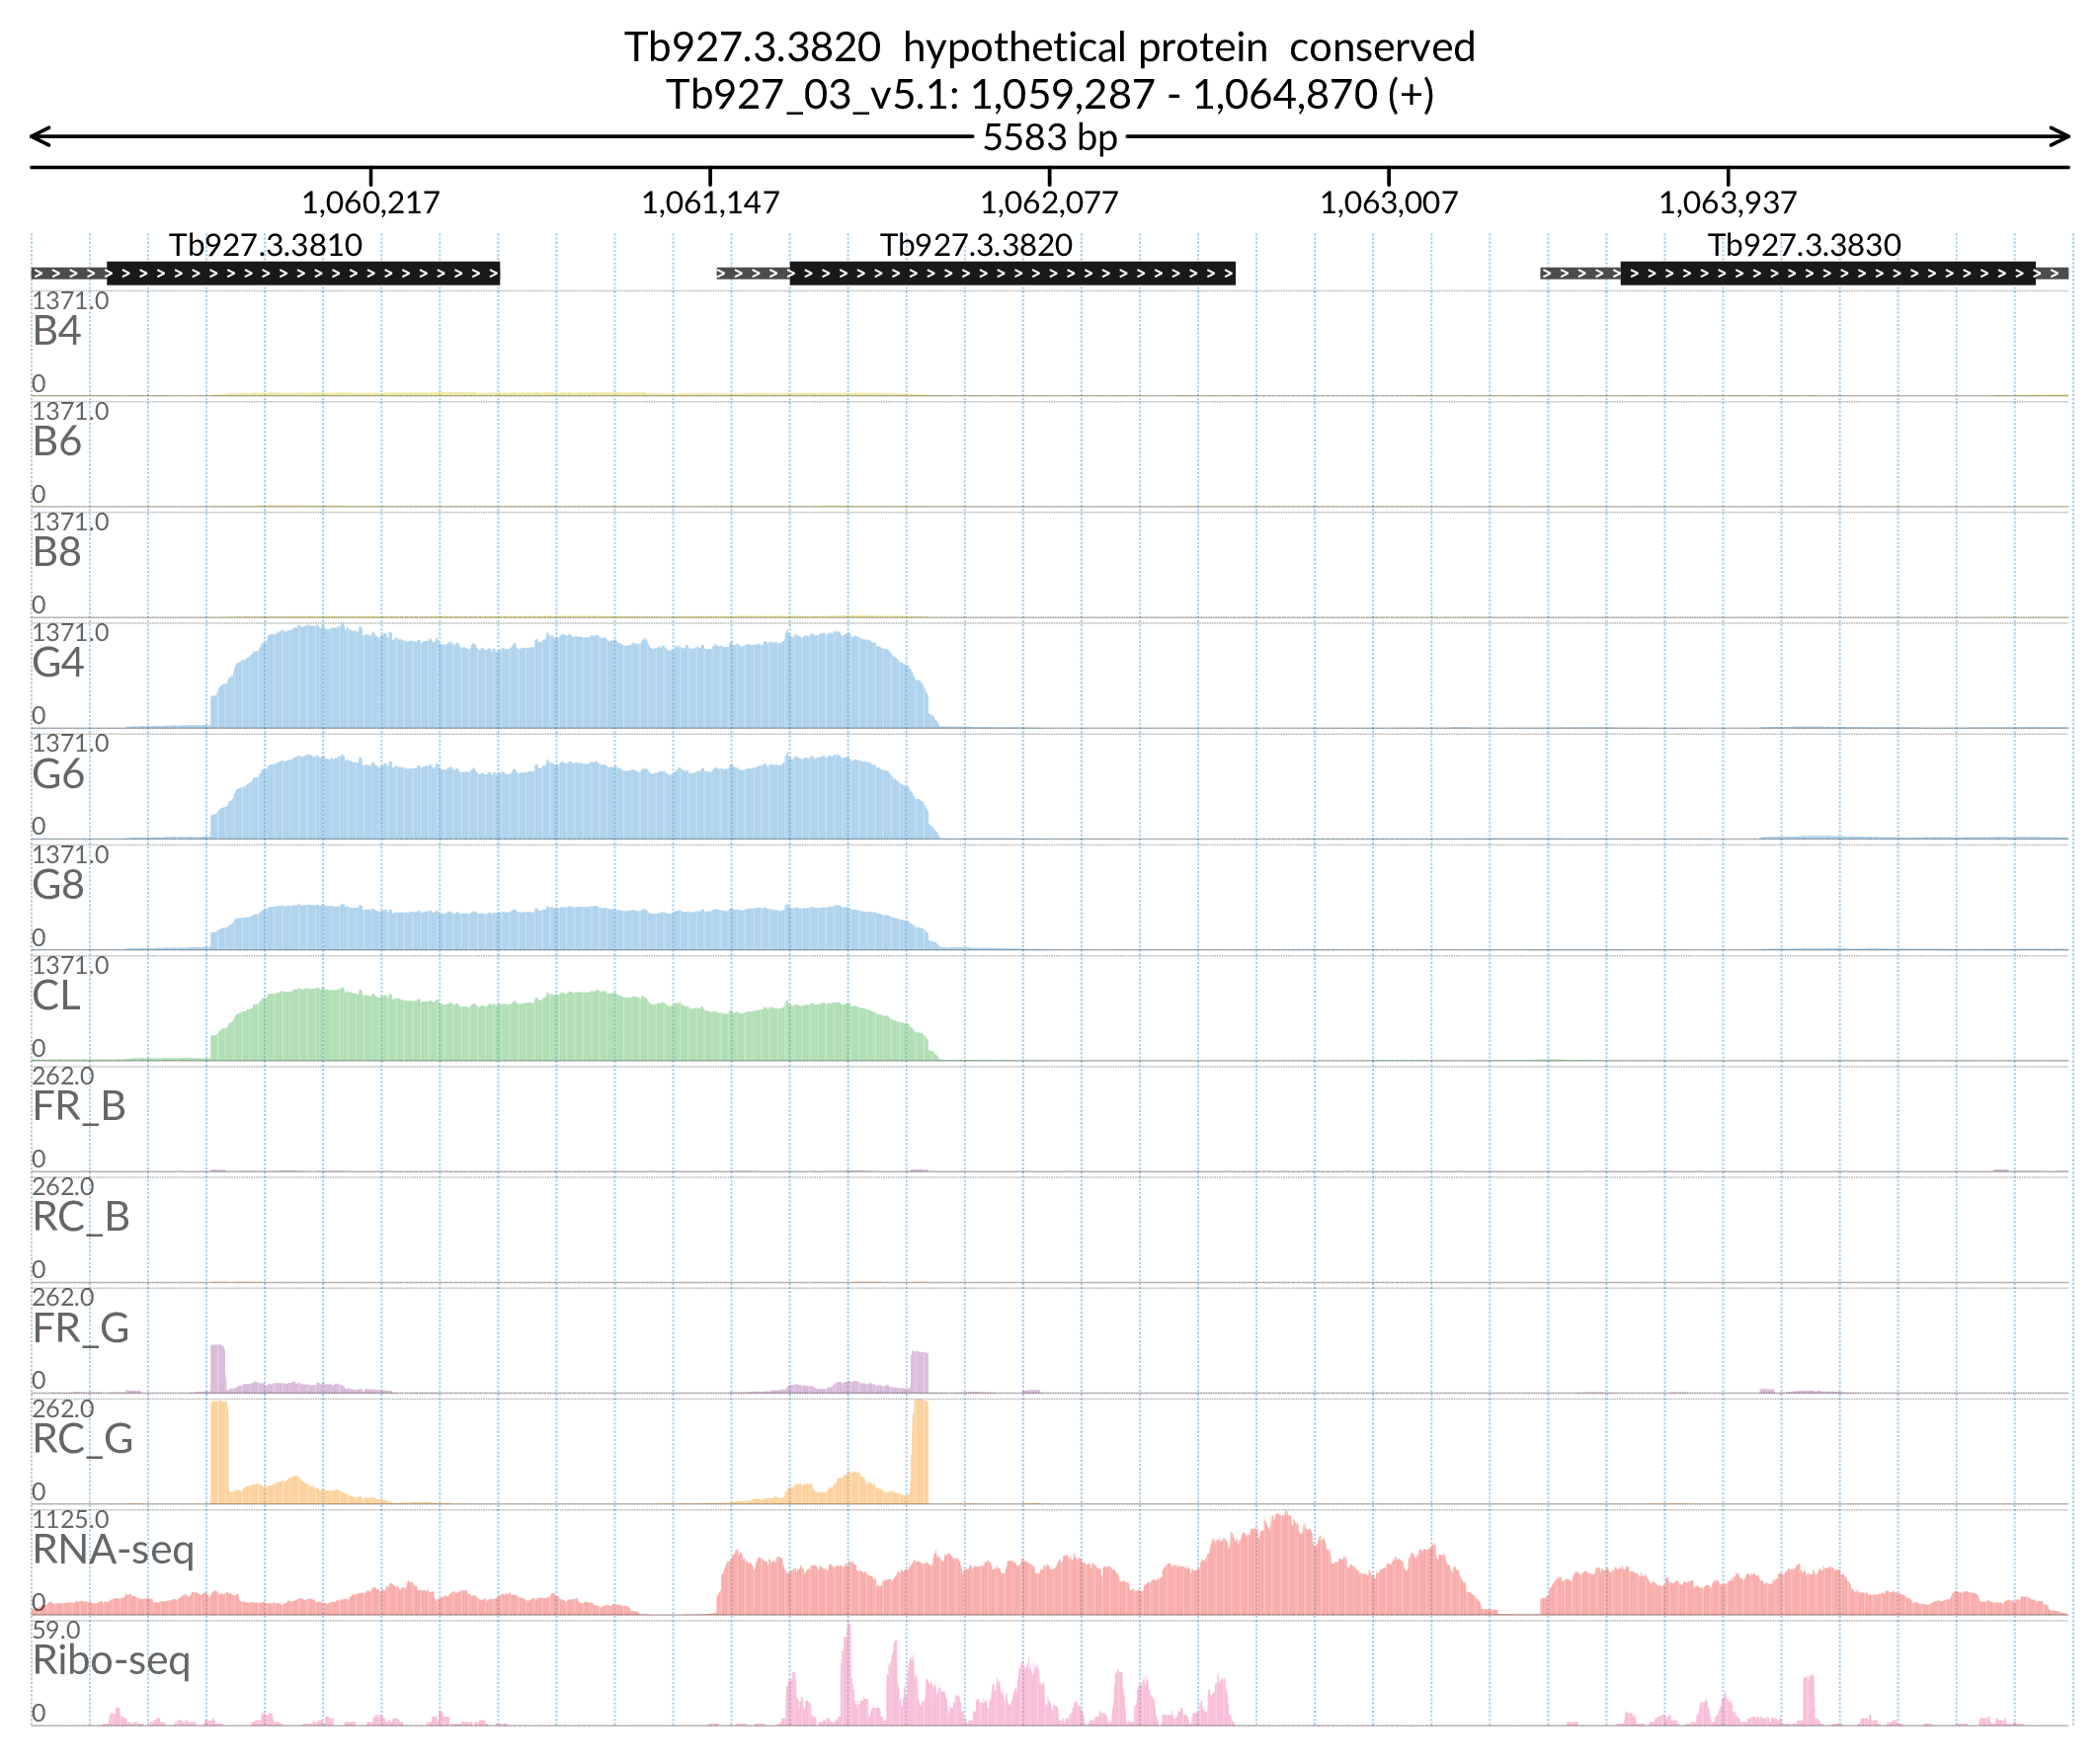 Tb927.3.3820  hypothetical protein  conserved
Tb927_03_v5.1: 1,059,287 - 1,064,870 (+)
5583 bp
1,060,217 1,061,147 1,062,077 1,063,007 1,063,937
Tb927.3.3810 Tb927.3.3820 Tb927.3.3830
1371.0
B4
0
1371.0
B6
0
1371.0
B8
0
1371.0
G4
0
1371.0
G6
0
1371.0
G8
0
1371.0
CL
0
262.0
FR_B
0
262.0
RC_B
0
262.0
FR_G
0
262.0
RC_G
0
1125.0
RNA-seq
0
59.0
Ribo-seq
0